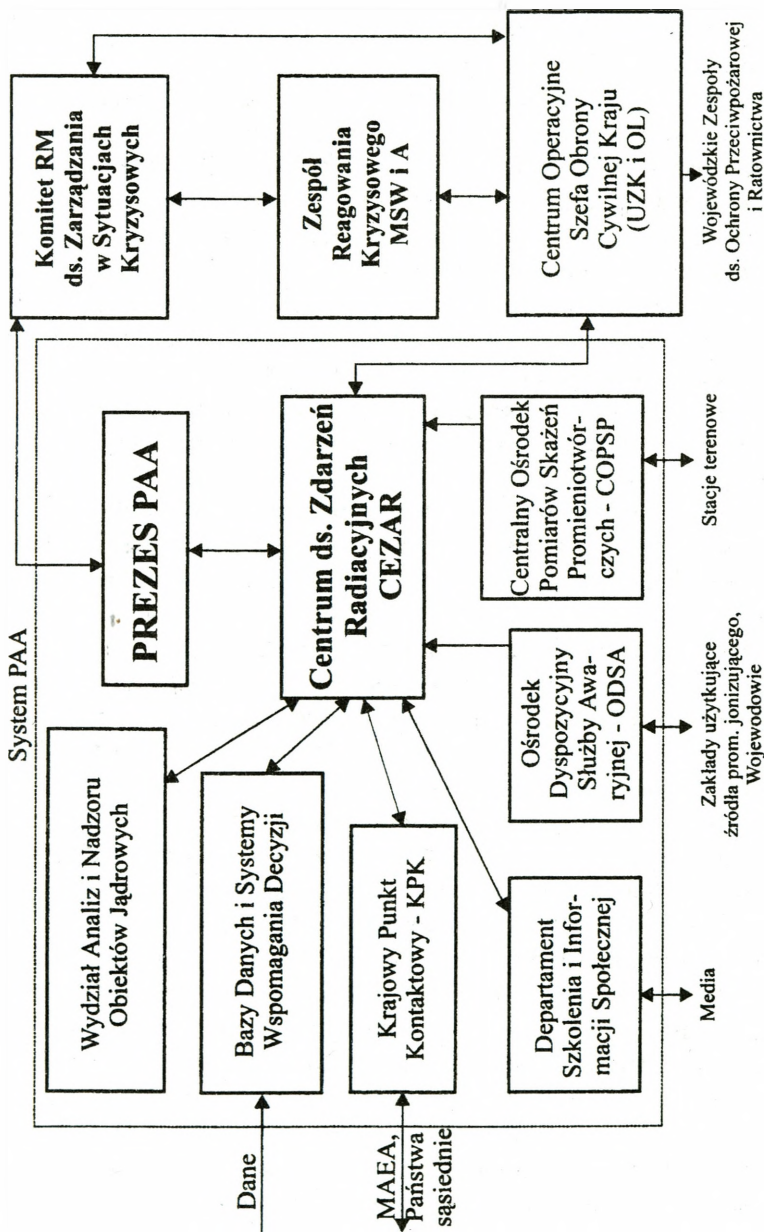 System PAA
Wydział Analiz i Nadzoru
Obiektów Jądrowych
PREZES PAA
Komitet RM
ds. Zarządzania
w Sytuacjach
Kryzysowych
Dane
Bazy Danych i Systemy
Wspomagania Decyzji
Centrum ds. Zdarzeń
Radiacyjnych
CEZAR
Zespół
Reagowania
Kryzysowego
MSW i A
MAEA,
Państwa
sąsiednie
Krajowy Punkt
Kontaktowy - KPK
Departament
Szkolenia i Infor-
macji Społecznej
Ośrodek
Dyspozycyjny
Służby Awa-
ryjnej - ODSA
Centralny Ośrodek
Pomiarów Skażeń
Promieniotwór-
czych - COPSP
Centrum Operacyjne
Szefa Obrony
Cywilnej Kraju
(UZK i OL)
Media
Zakłady użytkujące
źródła prom. jonizującego,
Wojewodowie
Stacje terenowe
Wojewódzkie Zespoły
ds. Ochrony Przeciwpożarowej
i Ratownictwa